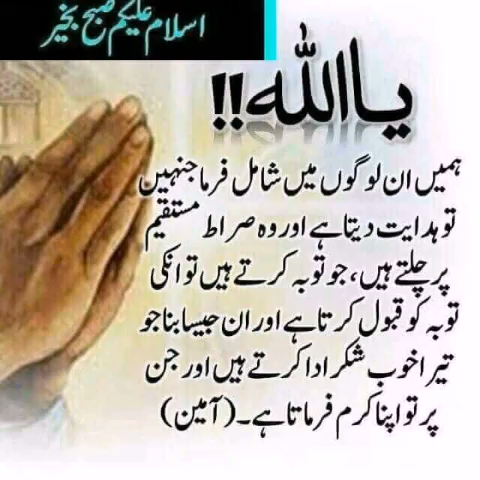 اسلام علیکم صبح بخیر
یا اللہ!!
ہمیں ان لوگوں میں شامل فرما جنہیں
تو ہدایت دیتا ہے اور وہ صراط مستقیم
پر چلتے ہیں، جو توبہ کرتے ہیں تو انکی
توبہ کو قبول کرتا ہے اور ان جیسا بنا جو
تیرا خوب شکر ادا کرتے ہیں اور جن
پر تو اپنا کرم فرماتا ہے۔ (آمین)